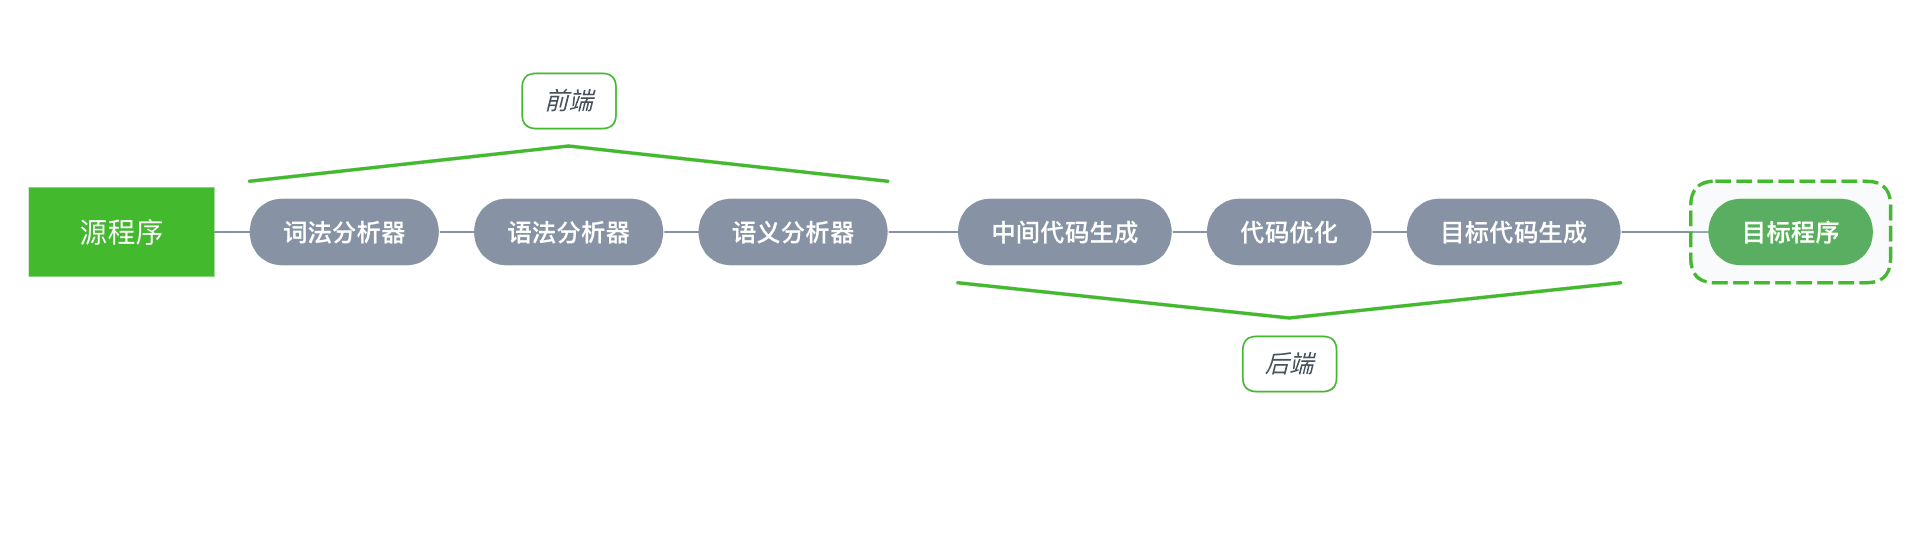 前端
源程序
词法分析器
语法分析器
语义分析器
中间代码生成
代码优化
目标代码生成
目标程序
后端